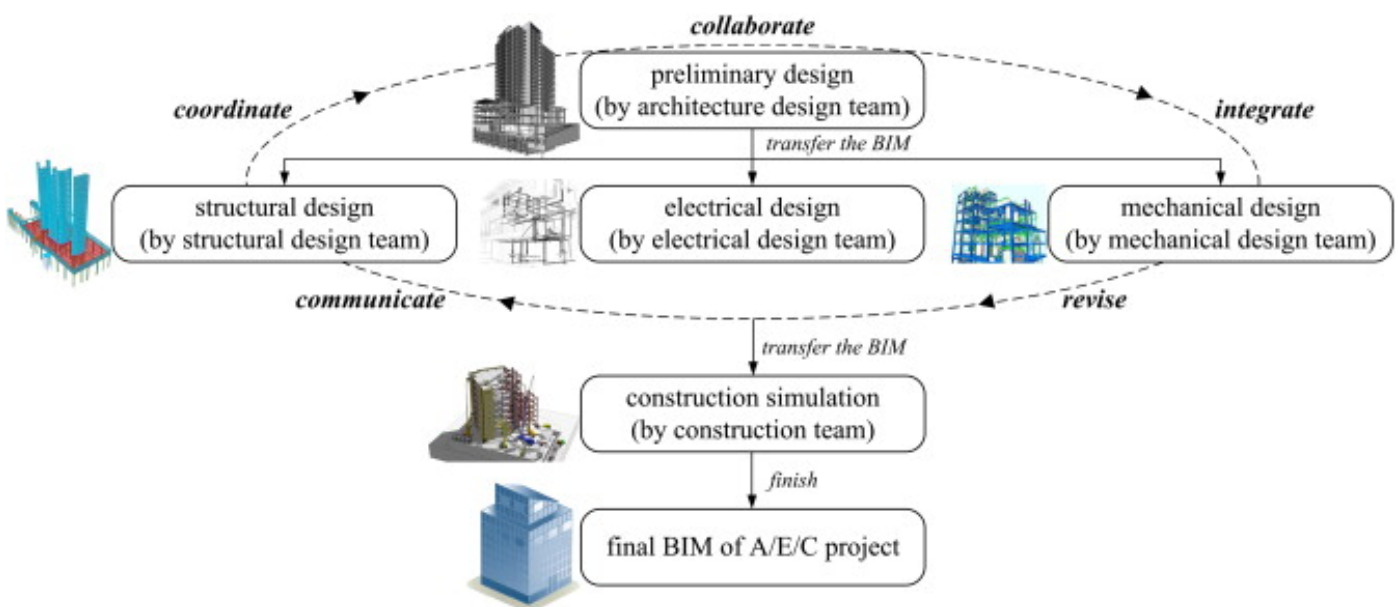 collaborate
preliminary design
(by architecture design team)
coordinate
integrate
transfer the BIM
structural design
(by structural design team)
electrical design
(by electrical design team)
mechanical design
(by mechanical design team)
communicate
revise
transfer the BIM
construction simulation
(by construction team)
finish
final BIM of A/E/C project